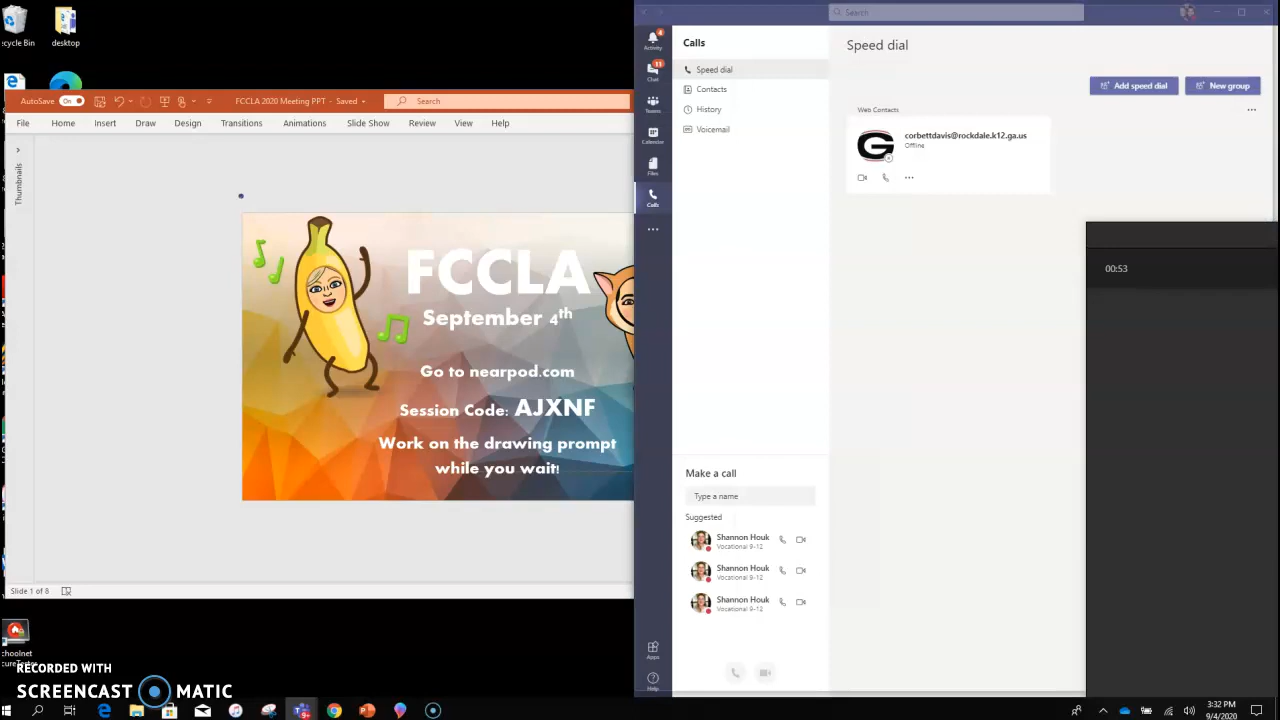 ecycle Bin
desktop
AutoSave On
FCCLA 2020 Meeting PPT - Saved
Search
File Home Insert Draw Design Transitions Animations Slide Show Review View Help
Thumbnails
FCCLA
September 4th
Go to nearpod.com
Session Code: AJXNF
Work on the drawing prompt
while you wait!
Slide 1 of 8
choolnet
RECORDED WITH
SCREENCAST MATIC
Search
4
Activity
11
Chat
Teams
Calendar
Files
Calls
Apps
Help
Calls
Speed dial
Contacts
History
Voicemail
Make a call
Type a name
Suggested
Shannon Houk
Vocational 9-12
Shannon Houk
Vocational 9-12
Shannon Houk
Vocational 9-12
Speed dial
Add speed dial
New group
Web Contacts
G
corbettdavis@rockdale.k12.ga.us
Offline
00:53
9+
3:32 PM
9/4/2020